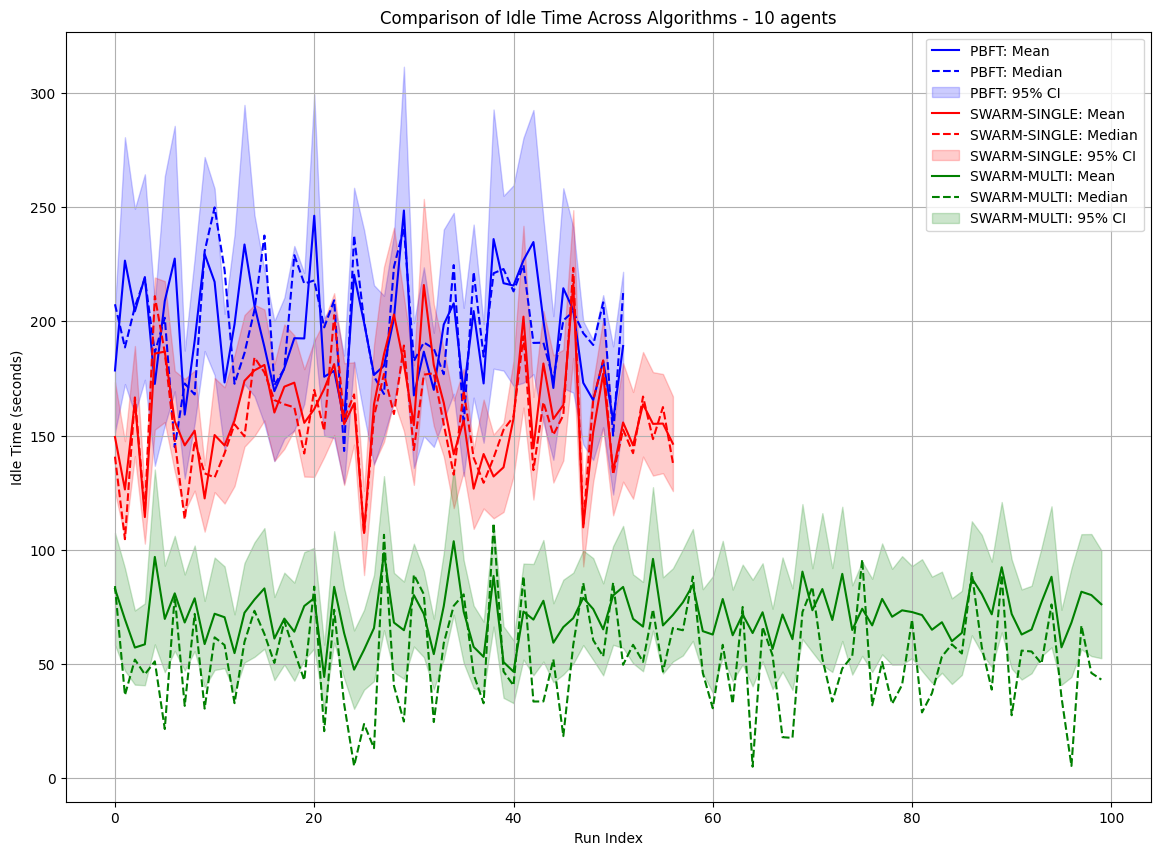 Comparison of Idle Time Across Algorithms - 10 agents
PBFT: Mean
PBFT: Median
PBFT: 95% CI
SWARM-SINGLE: Mean
SWARM-SINGLE: Median
SWARM-SINGLE: 95% CI
SWARM-MULTI: Mean
SWARM-MULTI: Median
SWARM-MULTI: 95% CI
Idle Time (seconds)
300
250
200
150
100
50
0
0 20 40 60 80 100
Run Index